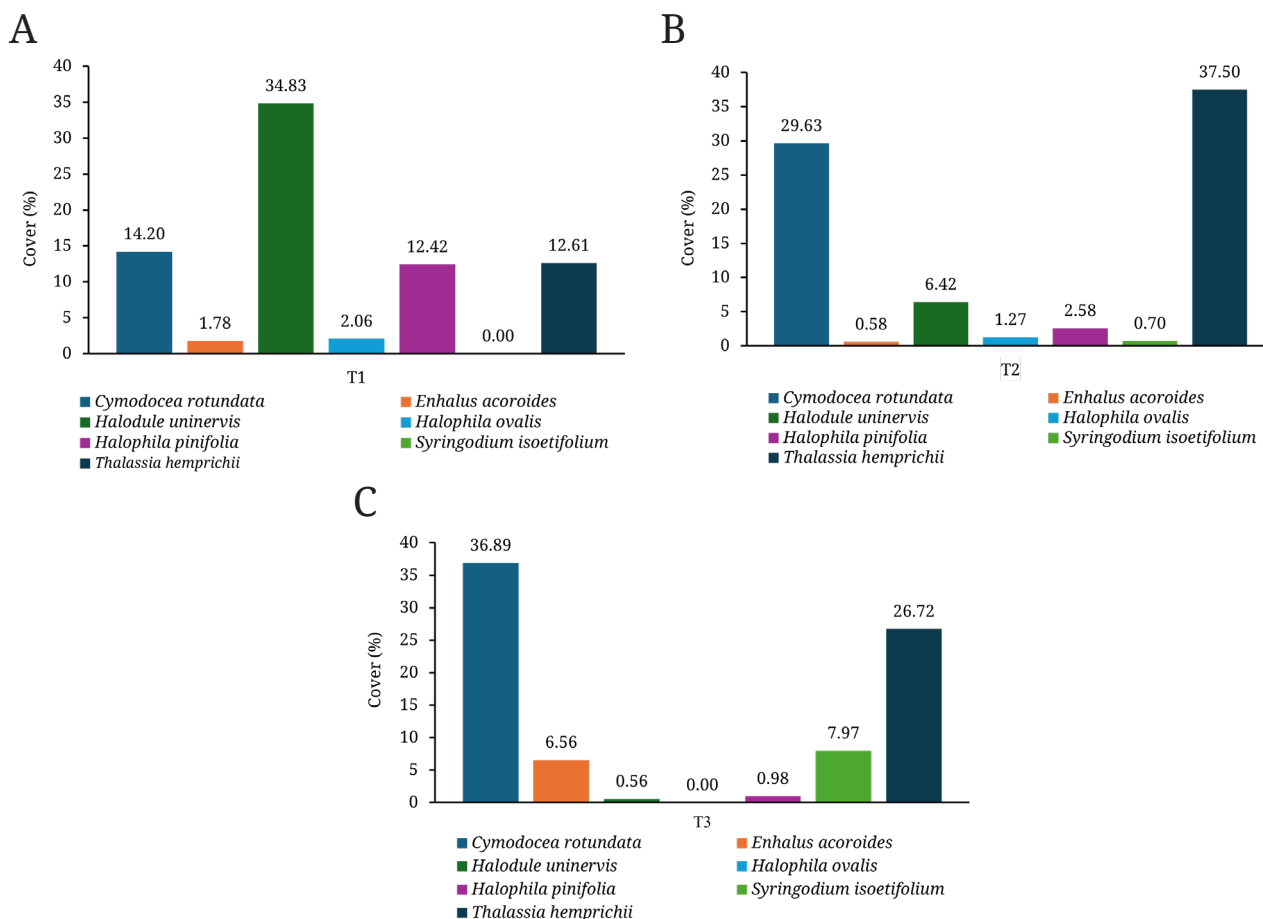 A
40
35
30
25
20
15
10
5
0
Cover (%)
14.20
1.78
34.83
2.06
12.42
0.00
12.61
T1
Cymodocea rotundata
Enhalus acoroides
Halodule uninervis
Halophila ovalis
Halophila pinifolia
Syringodium isoetifolium
Thalassia hemprichii
B
40
30
20
10
5
0
Cover (%)
29.63
0.58
6.42
1.27
2.58
0.70
37.50
T2
Cymodocea rotundata
Enhalus acoroides
Halodule uninervis
Halophila ovalis
Halophila pinifolia
Syringodium isoetifolium
Thalassia hemprichii
C
40
35
30
25
20
15
10
5
0
Cover (%)
36.89
6.56
0.56
0.00
0.98
7.97
26.72
T3
Cymodocea rotundata
Enhalus acoroides
Halodule uninervis
Halophila ovalis
Halophila pinifolia
Syringodium isoetifolium
Thalassia hemprichii